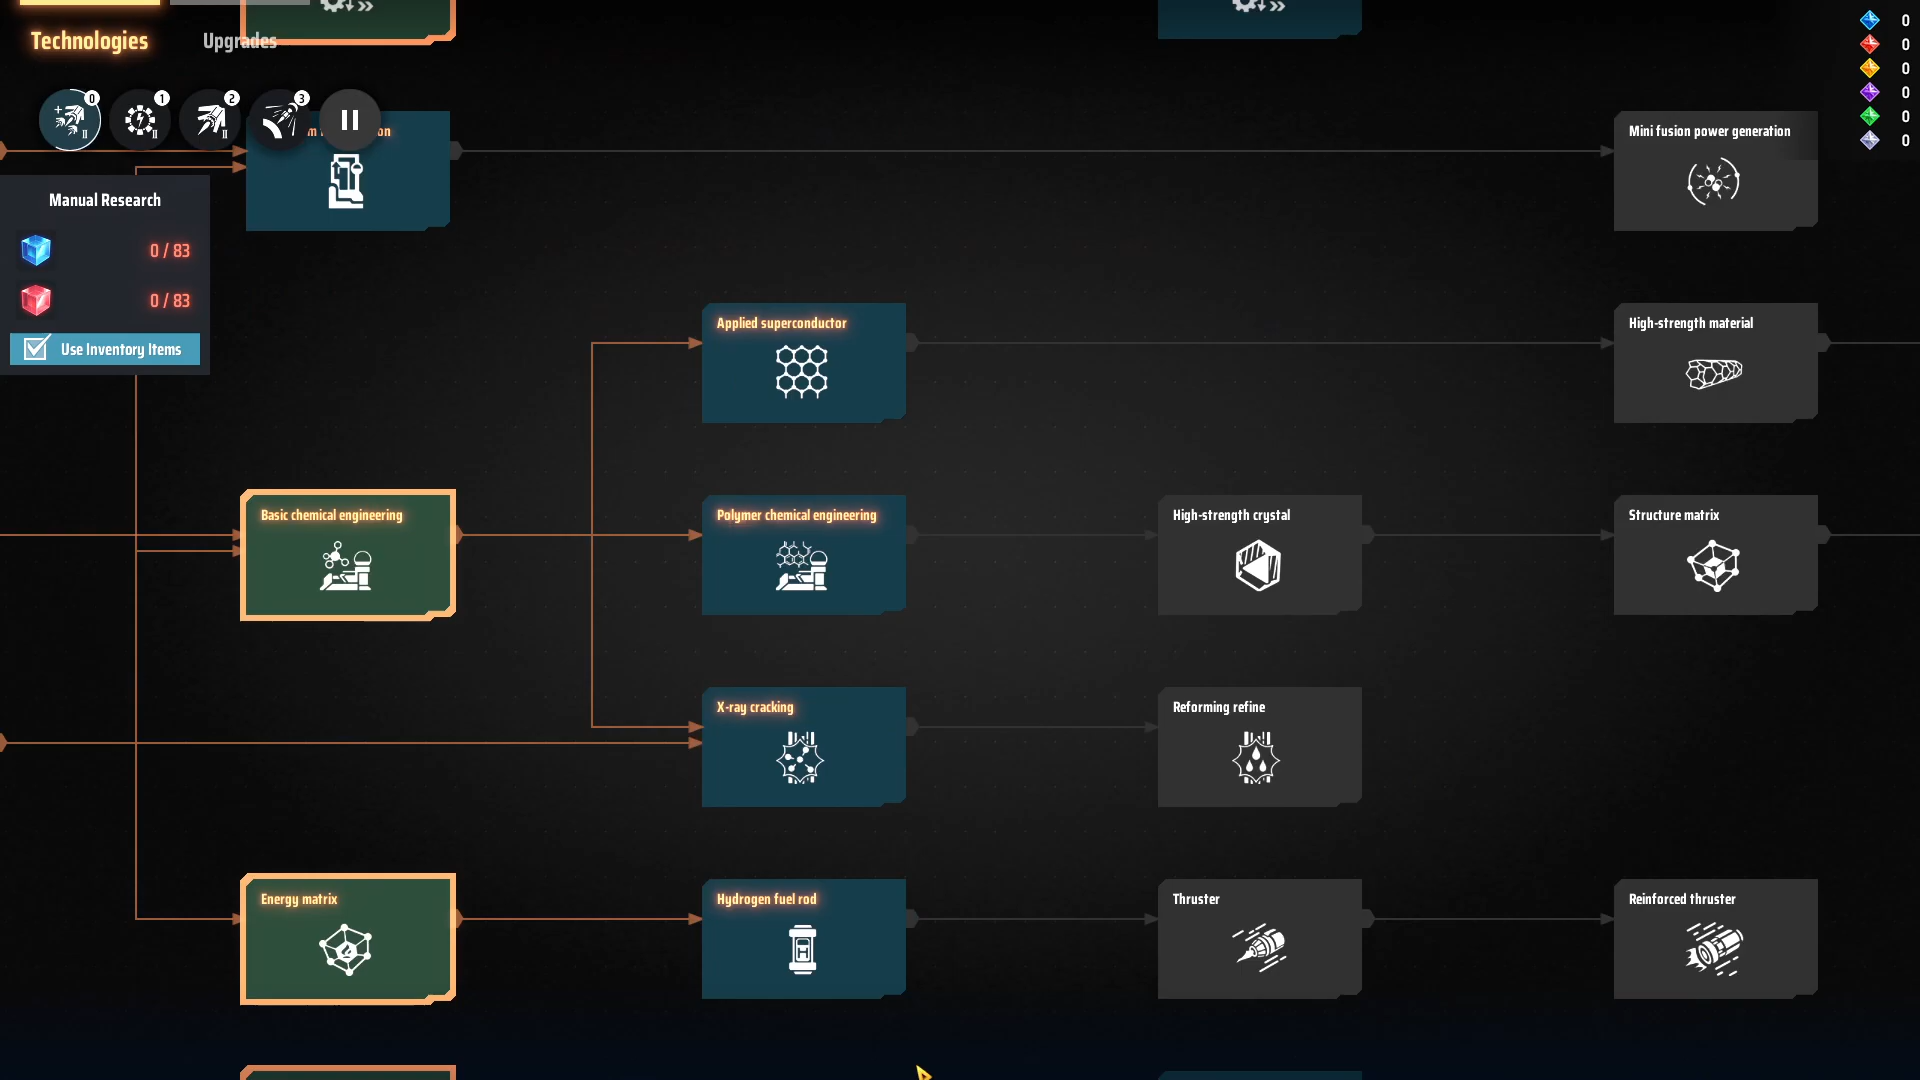 Technologies
Upgrades
0
0
0
0
0
0
0
1
2
3
Mini fusion power generation
Manual Research
0 / 83
0 / 83
Use Inventory Items
Applied superconductor
High-strength material
Basic chemical engineering
Polymer chemical engineering
High-strength crystal
Structure matrix
X-ray cracking
Reforming refine
Energy matrix
Hydrogen fuel rod
Thruster
Reinforced thruster